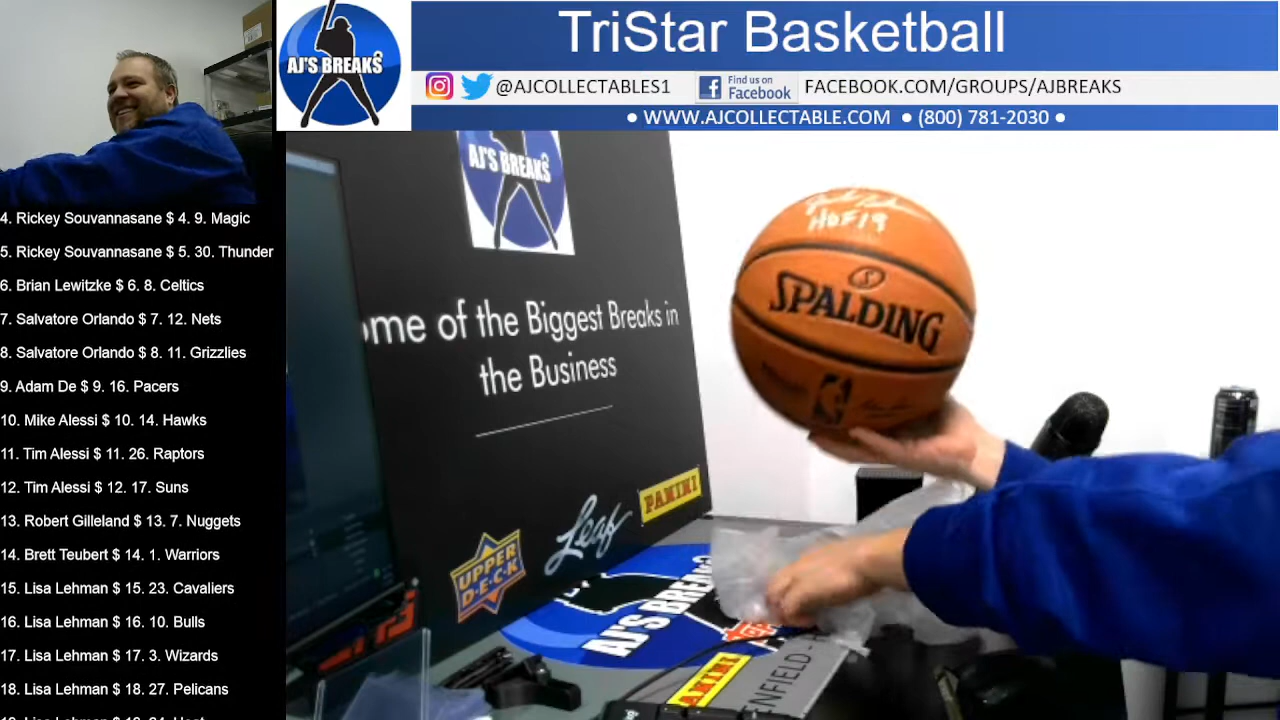 TriStar Basketball
AJ'S BREAKS
@AJCOLLECTABLES1
Find us on
Facebook
FACEBOOK.COM/GROUPS/AJBREAKS
• WWW.AJCOLLECTABLE.COM • (800) 781-2030 •
4. Rickey Souvannasane $ 4. 9. Magic
5. Rickey Souvannasane $ 5. 30. Thunder
6. Brian Lewitzke $ 6. 8. Celtics
7. Salvatore Orlando $ 7. 12. Nets
8. Salvatore Orlando $ 8. 11. Grizzlies
9. Adam De $ 9. 16. Pacers
10. Mike Alessi $ 10. 14. Hawks
11. Tim Alessi $ 11. 26. Raptors
12. Tim Alessi $ 12. 17. Suns
13. Robert Gilleland $ 13. 7. Nuggets
14. Brett Teubert $ 14. 1. Warriors
15. Lisa Lehman $ 15. 23. Cavaliers
16. Lisa Lehman $ 16. 10. Bulls
17. Lisa Lehman $ 17. 3. Wizards
18. Lisa Lehman $ 18. 27. Pelicans
AJ'S BREAKS
ome of the Biggest Breaks in
the Business
UPPER
DECK
Leaf
PANINI
HOF 19
SPALDING
AJ'S BREA
PANINI
ENFIELD